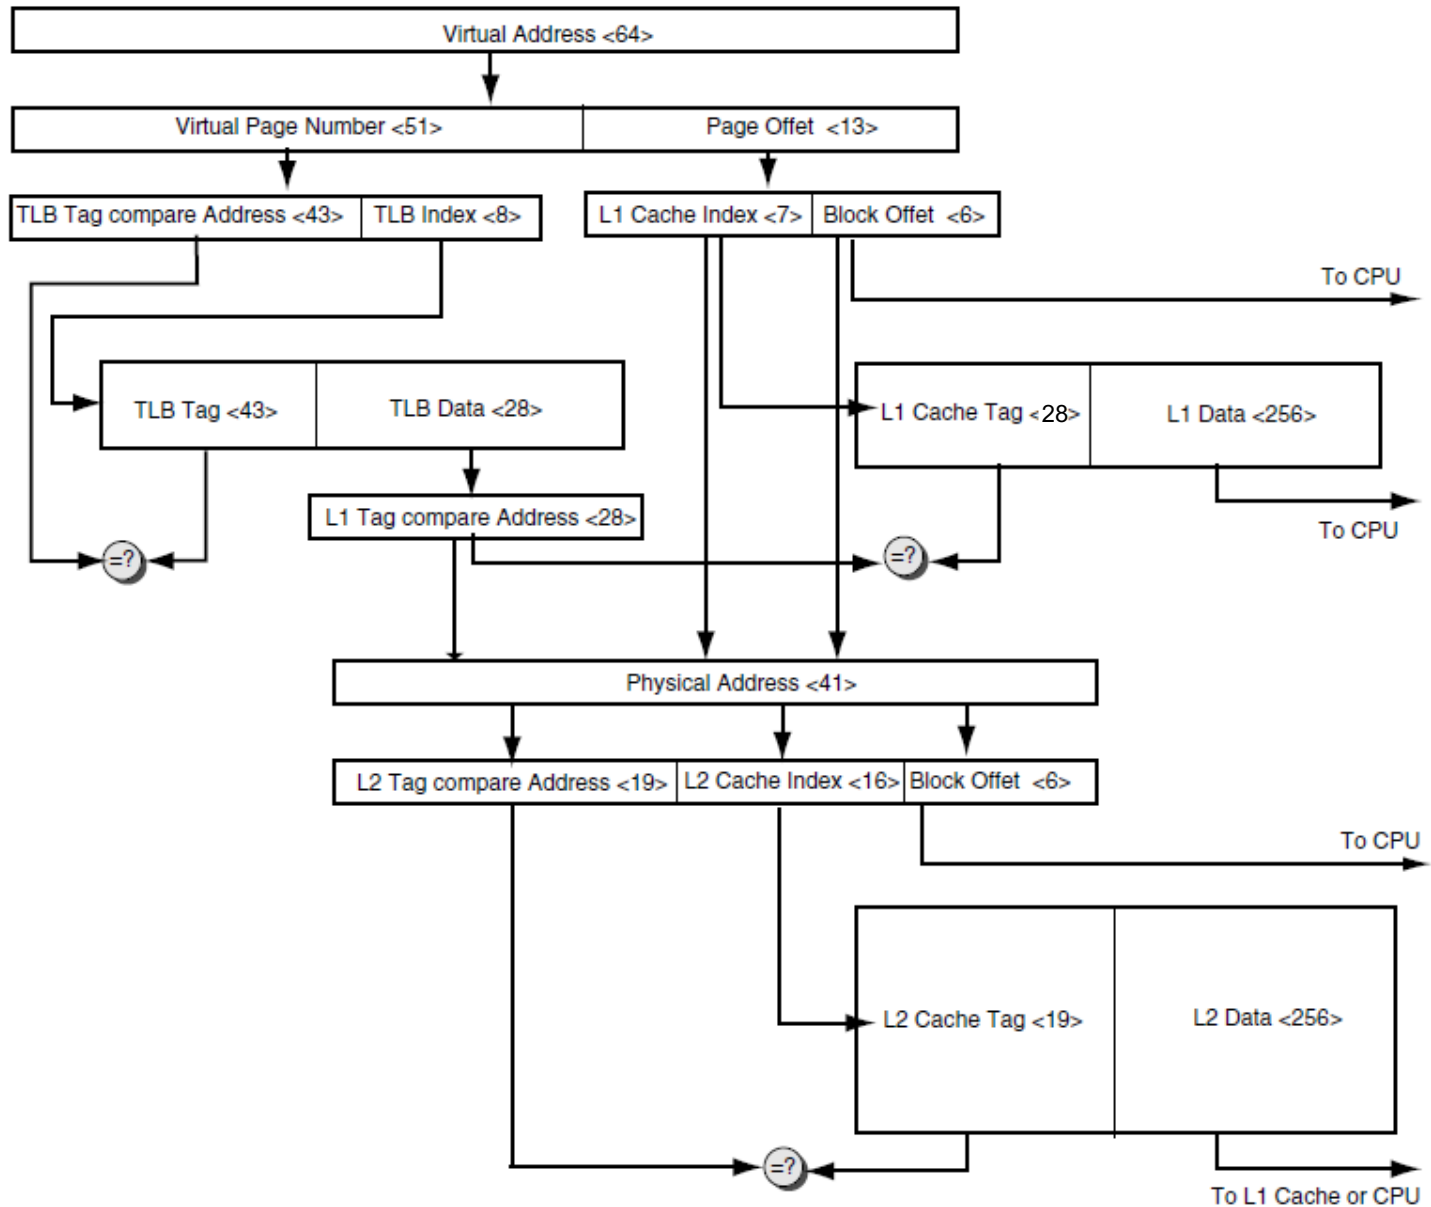 Virtual Address <64>
Virtual Page Number <51>
Page Offet <13>
TLB Tag compare Address <43>
TLB Index <8>
L1 Cache Index <7>
Block Offet <6>
To CPU
TLB Tag <43>
TLB Data <28>
L1 Cache Tag <28>
L1 Data <256>
L1 Tag compare Address <28>
To CPU
=?
=?
Physical Address <41>
L2 Tag compare Address <19>
L2 Cache Index <16>
Block Offet <6>
To CPU
L2 Cache Tag <19>
L2 Data <256>
=?
To L1 Cache or CPU